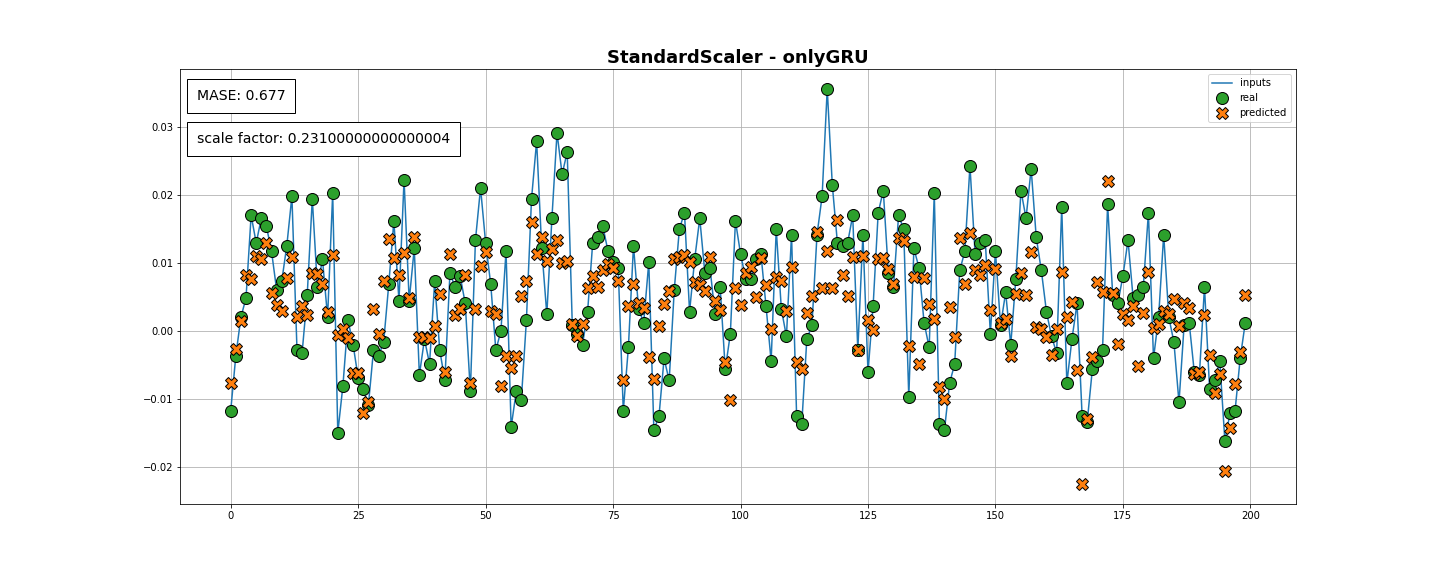 StandardScaler - onlyGRU
MASE: 0.677
scale factor: 0.23100000000000004
inputs
real
predicted
0.03
0.02
0.01
0.00
−0.01
−0.02
0 25 50 75 100 125 150 175 200